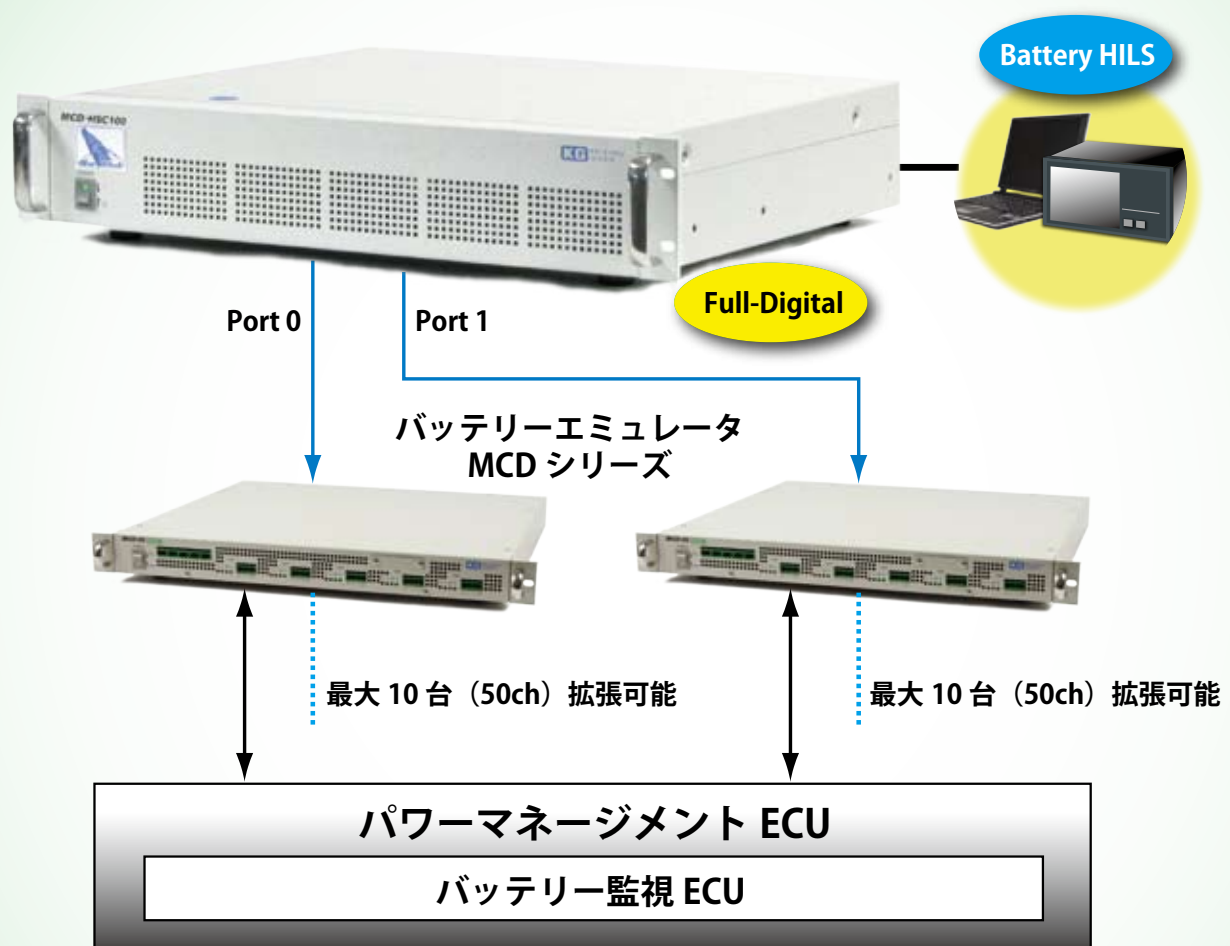 Battery HILS
MCD-HSC100
KG
Full-Digital
Port 0
Port 1
バッテリーエミュレータ
MCD シリーズ
最大 10 台（50ch）拡張可能
最大 10 台（50ch）拡張可能
パワーマネージメント ECU
バッテリー監視 ECU